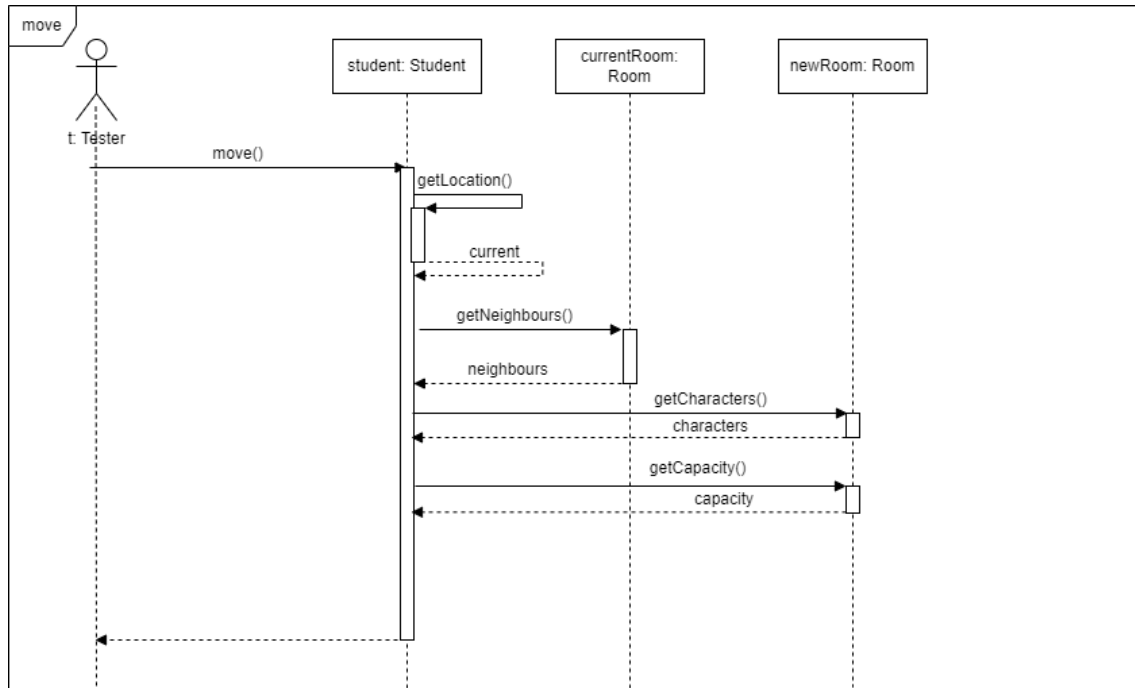 move
t: Tester
student: Student
currentRoom:
Room
newRoom: Room
move()
getLocation()
current
getNeighbours()
neighbours
getCharacters()
characters
getCapacity()
capacity